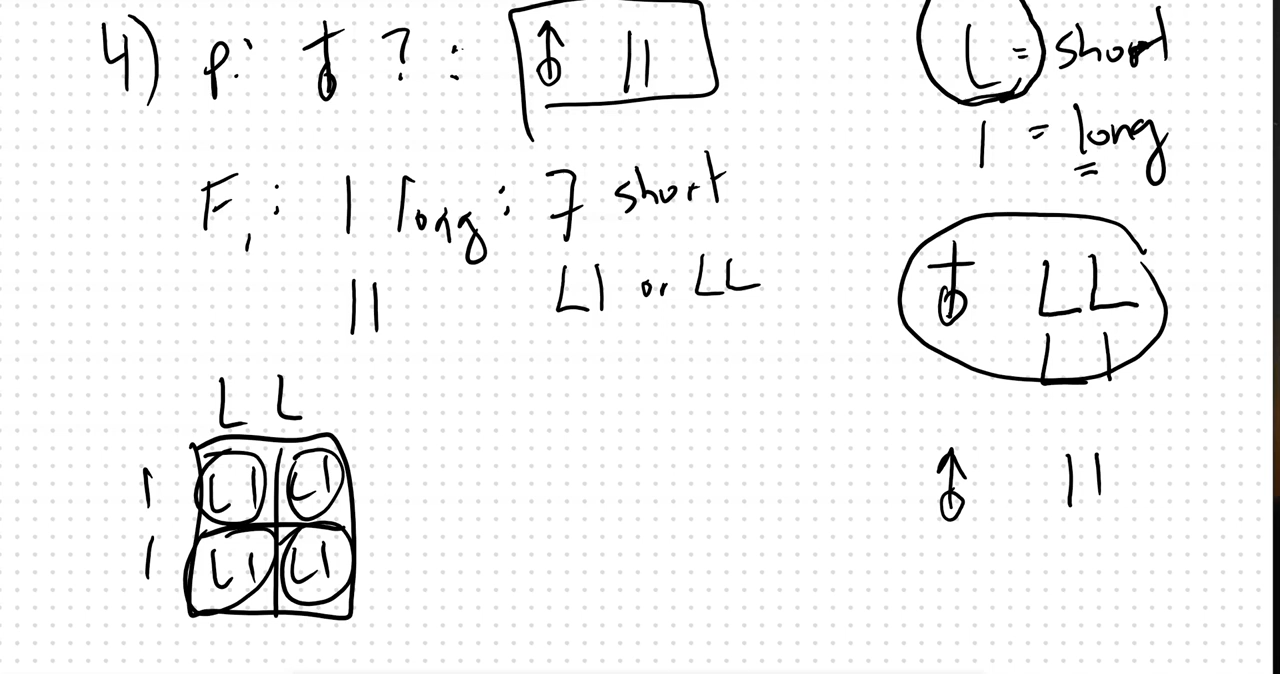 4) P: ♀ ? : ♂ ll
L = short
l = long
F₁ : 1 long : 7 short
ll Ll or LL
♀ LL
Ll
L L
l Ll Ll
l Ll Ll
♂ ll